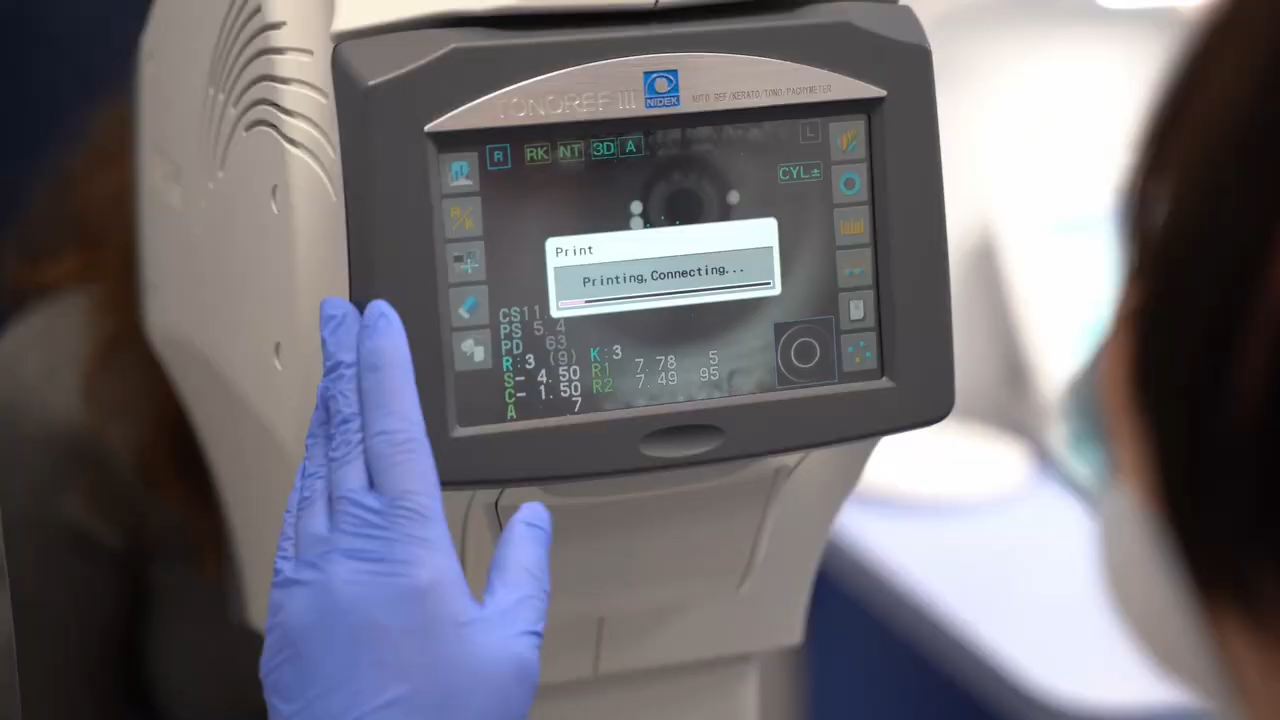 TONOREF III
NIDEK
AUTO REF/KERATO/TONO/PACHYMETER
R RK NT 3D A
L
CYL±
R/K
Print
Printing, Connecting...
CS11.
PS 5.4
PD 63
R:3 (9)
S- 4.50
C- 1.50
A 7
K:3
R1 7.78 5
R2 7.49 95